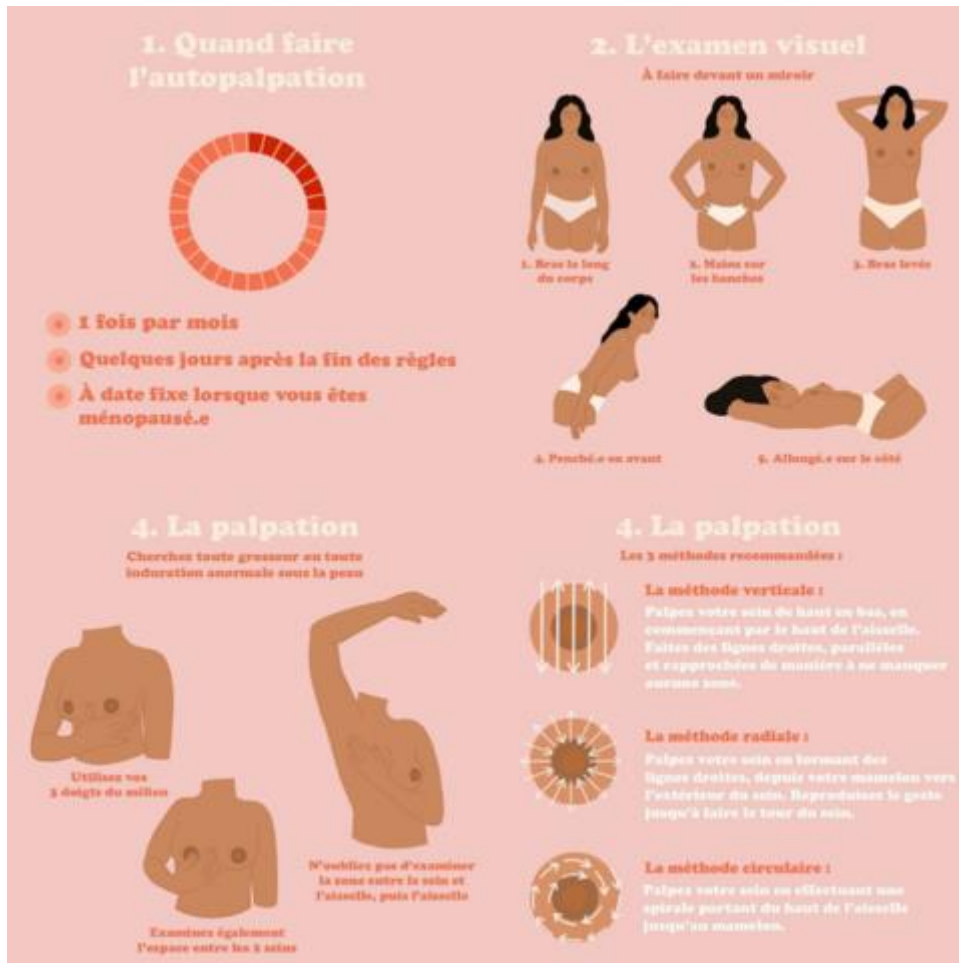 1. Quand faire
l'autopalpation
1 fois par mois
Quelques jours après la fin des règles
À date fixe lorsque vous êtes
ménopausé.e
2. L'examen visuel
À faire devant un miroir
1. Bras le long
du corps
2. Mains sur
les hanches
3. Bras levés
4. Penché.e en avant
5. Allongé.e sur le côté
4. La palpation
Cherchez toute grosseur ou toute
induration anormale sous la peau
Utilisez vos
3 doigts du milieu
Examinez également
l'espace entre les 2 seins
N'oubliez pas d'examiner
la zone entre le sein et
l'aisselle, puis l'aisselle
4. La palpation
Les 3 méthodes recommandées :
La méthode verticale :
Palpez votre sein de haut en bas, en
commençant par le haut de l'aisselle.
Faites des lignes droites, parallèles
et rapprochées de manière à ne manquer
aucune zone.
La méthode radiale :
Palpez votre sein en formant des
lignes droites, depuis votre mamelon vers
l'extérieur du sein. Reproduisez le geste
jusqu'à faire le tour du sein.
La méthode circulaire :
Palpez votre sein en effectuant une
spirale partant du haut de l'aisselle
jusqu'au mamelon.